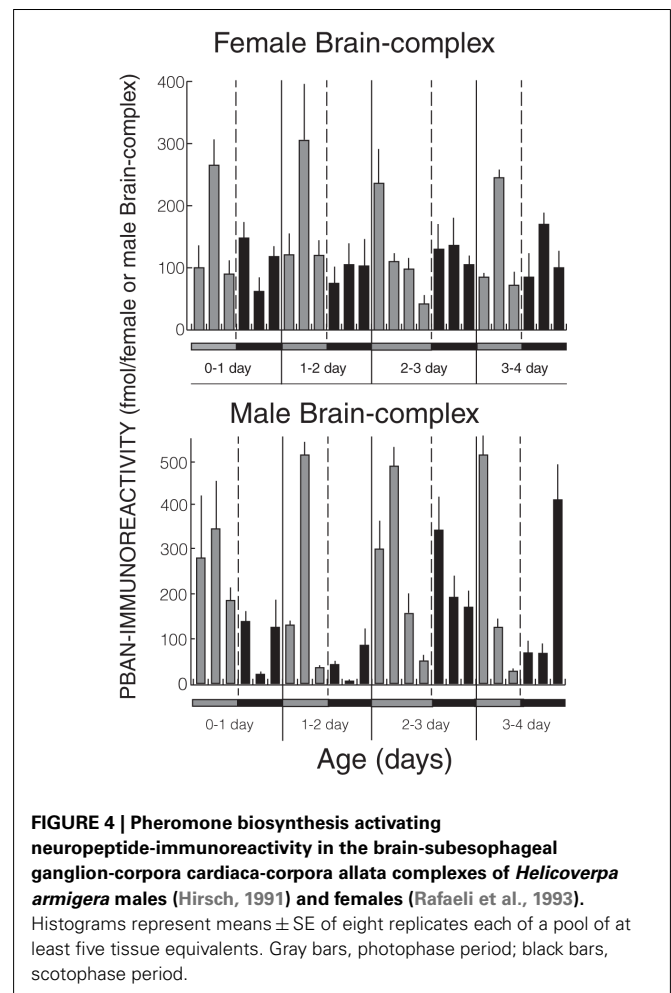 Female Brain-complex
PBAN-IMMUNOREACTIVITY (fmol/female or male Brain-complex)
400
300
200
100
0
0-1 day 1-2 day 2-3 day 3-4 day
Male Brain-complex
500
400
300
200
100
0
0-1 day 1-2 day 2-3 day 3-4 day
Age (days)
FIGURE 4 | Pheromone biosynthesis activating
neuropeptide-immunoreactivity in the brain-subesophageal
ganglion-corpora cardiaca-corpora allata complexes of Helicoverpa
armigera males (Hirsch, 1991) and females (Rafaeli et al., 1993).
Histograms represent means ± SE of eight replicates each of a pool of at
least five tissue equivalents. Gray bars, photophase period; black bars,
scotophase period.